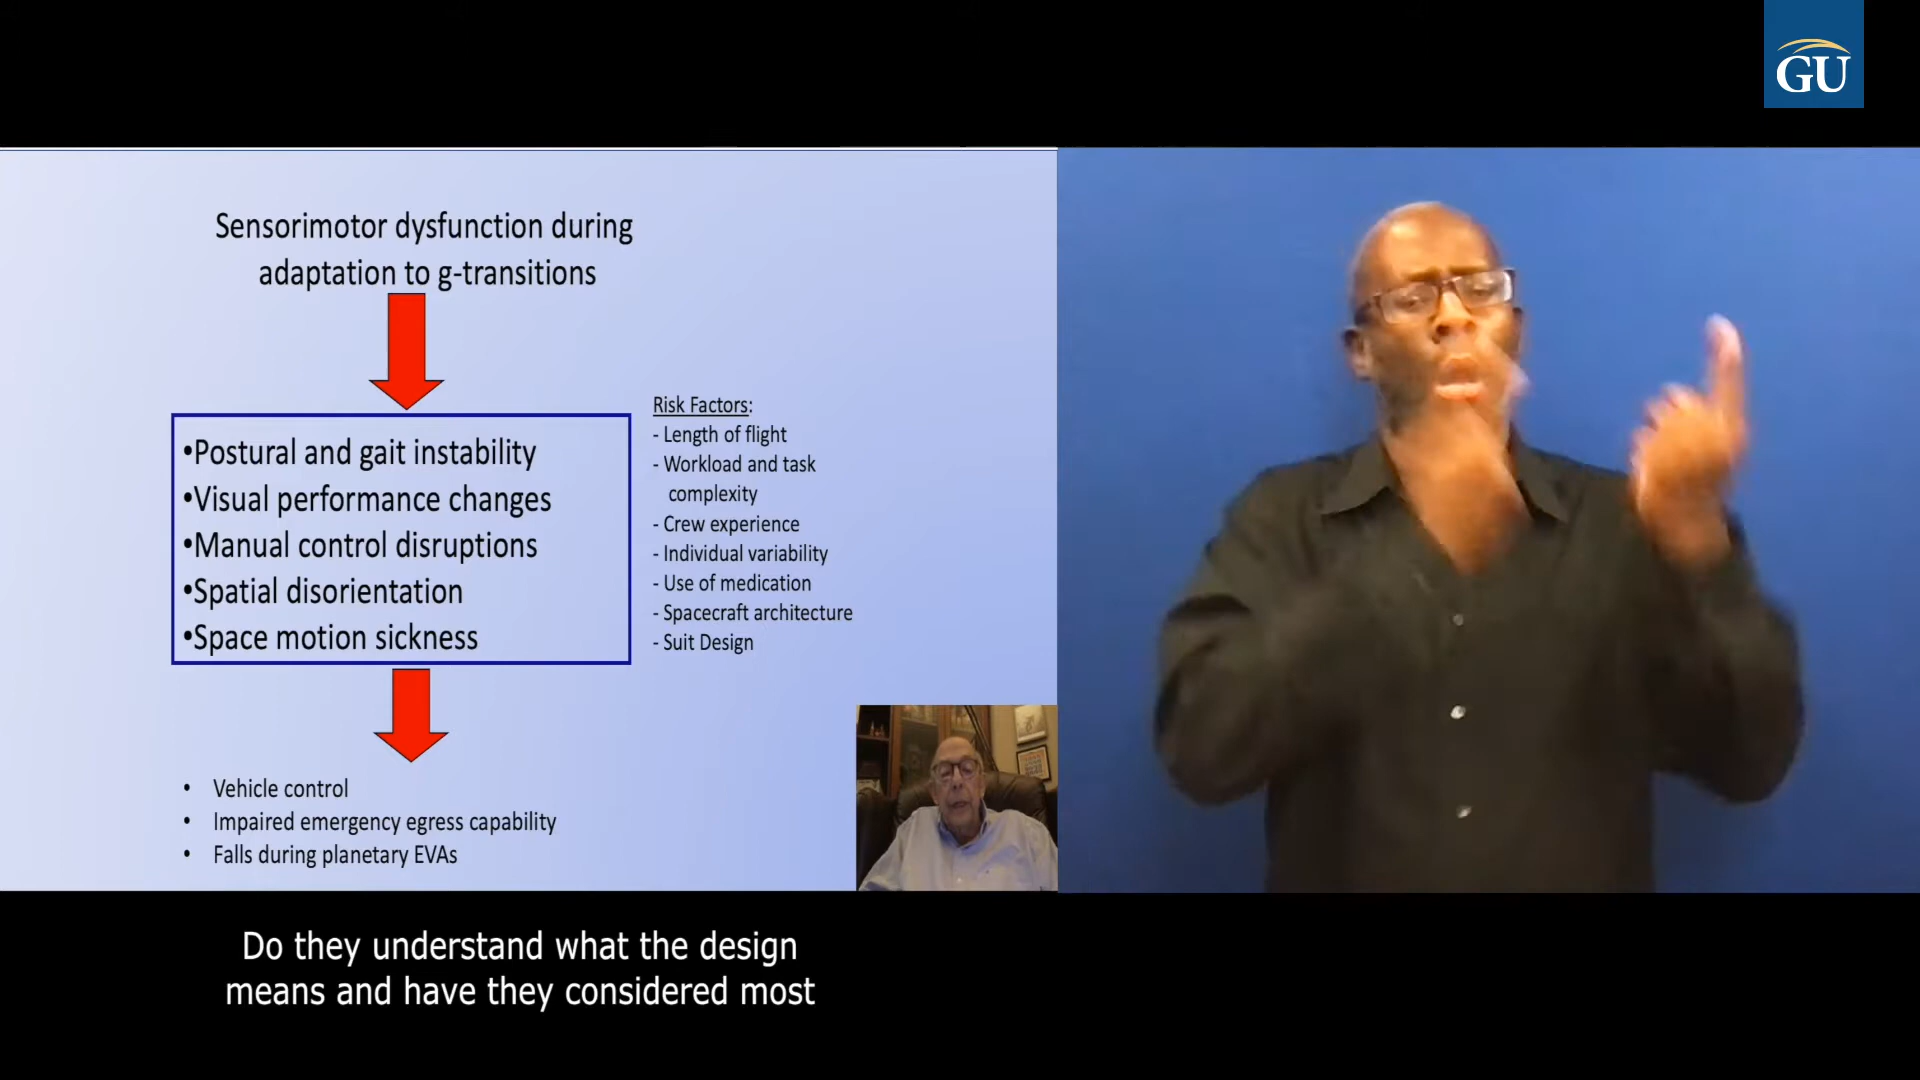 GU
Sensorimotor dysfunction during
adaptation to g-transitions
•Postural and gait instability
•Visual performance changes
•Manual control disruptions
•Spatial disorientation
•Space motion sickness
Risk Factors:
- Length of flight
- Workload and task
complexity
- Crew experience
- Individual variability
- Use of medication
- Spacecraft architecture
- Suit Design
• Vehicle control
• Impaired emergency egress capability
• Falls during planetary EVAs
Do they understand what the design
means and have they considered most